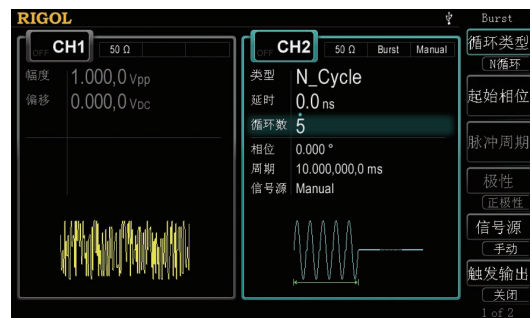 RIGOL
Burst
OFF CH1 50 Ω
幅度 1.000,0 Vpp
偏移 0.000,0 VDC
OFF CH2 50 Ω Burst Manual
类型 N_Cycle
延时 0.0 ns
循环数 5
相位 0.000 °
周期 10.000,000,0 ms
信号源 Manual
循环类型
N循环
起始相位
脉冲周期
极性
正极性
信号源
手动
触发输出
关闭
1 of 2